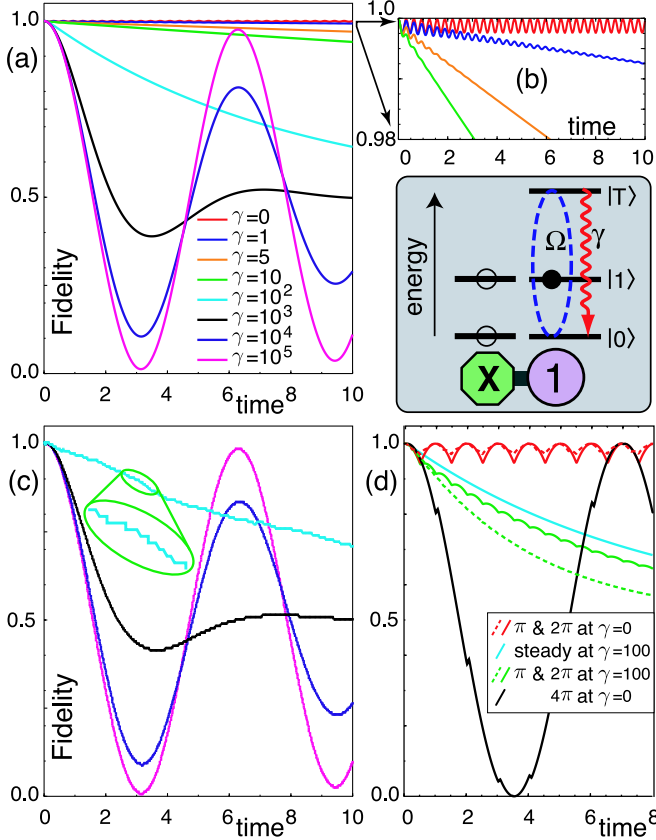 1.0
(a)
0.5
Fidelity
0.0
γ=0
γ=1
γ=5
γ=10
γ=10²
γ=10³
γ=10⁴
γ=10⁵
0 2 4 6 8 10
time
1.0
(b)
time
0.98
0 2 4 6 8 10
energy
|T⟩
Ω γ
|1⟩
|0⟩
X 1
1.0
(c)
0.5
Fidelity
0.0
0 2 4 6 8 10
time
1.0
(d)
0.5
π & 2π at γ=0
steady at γ=100
π & 2π at γ=100
4π at γ=0
0.0
0 2 4 6 8
time